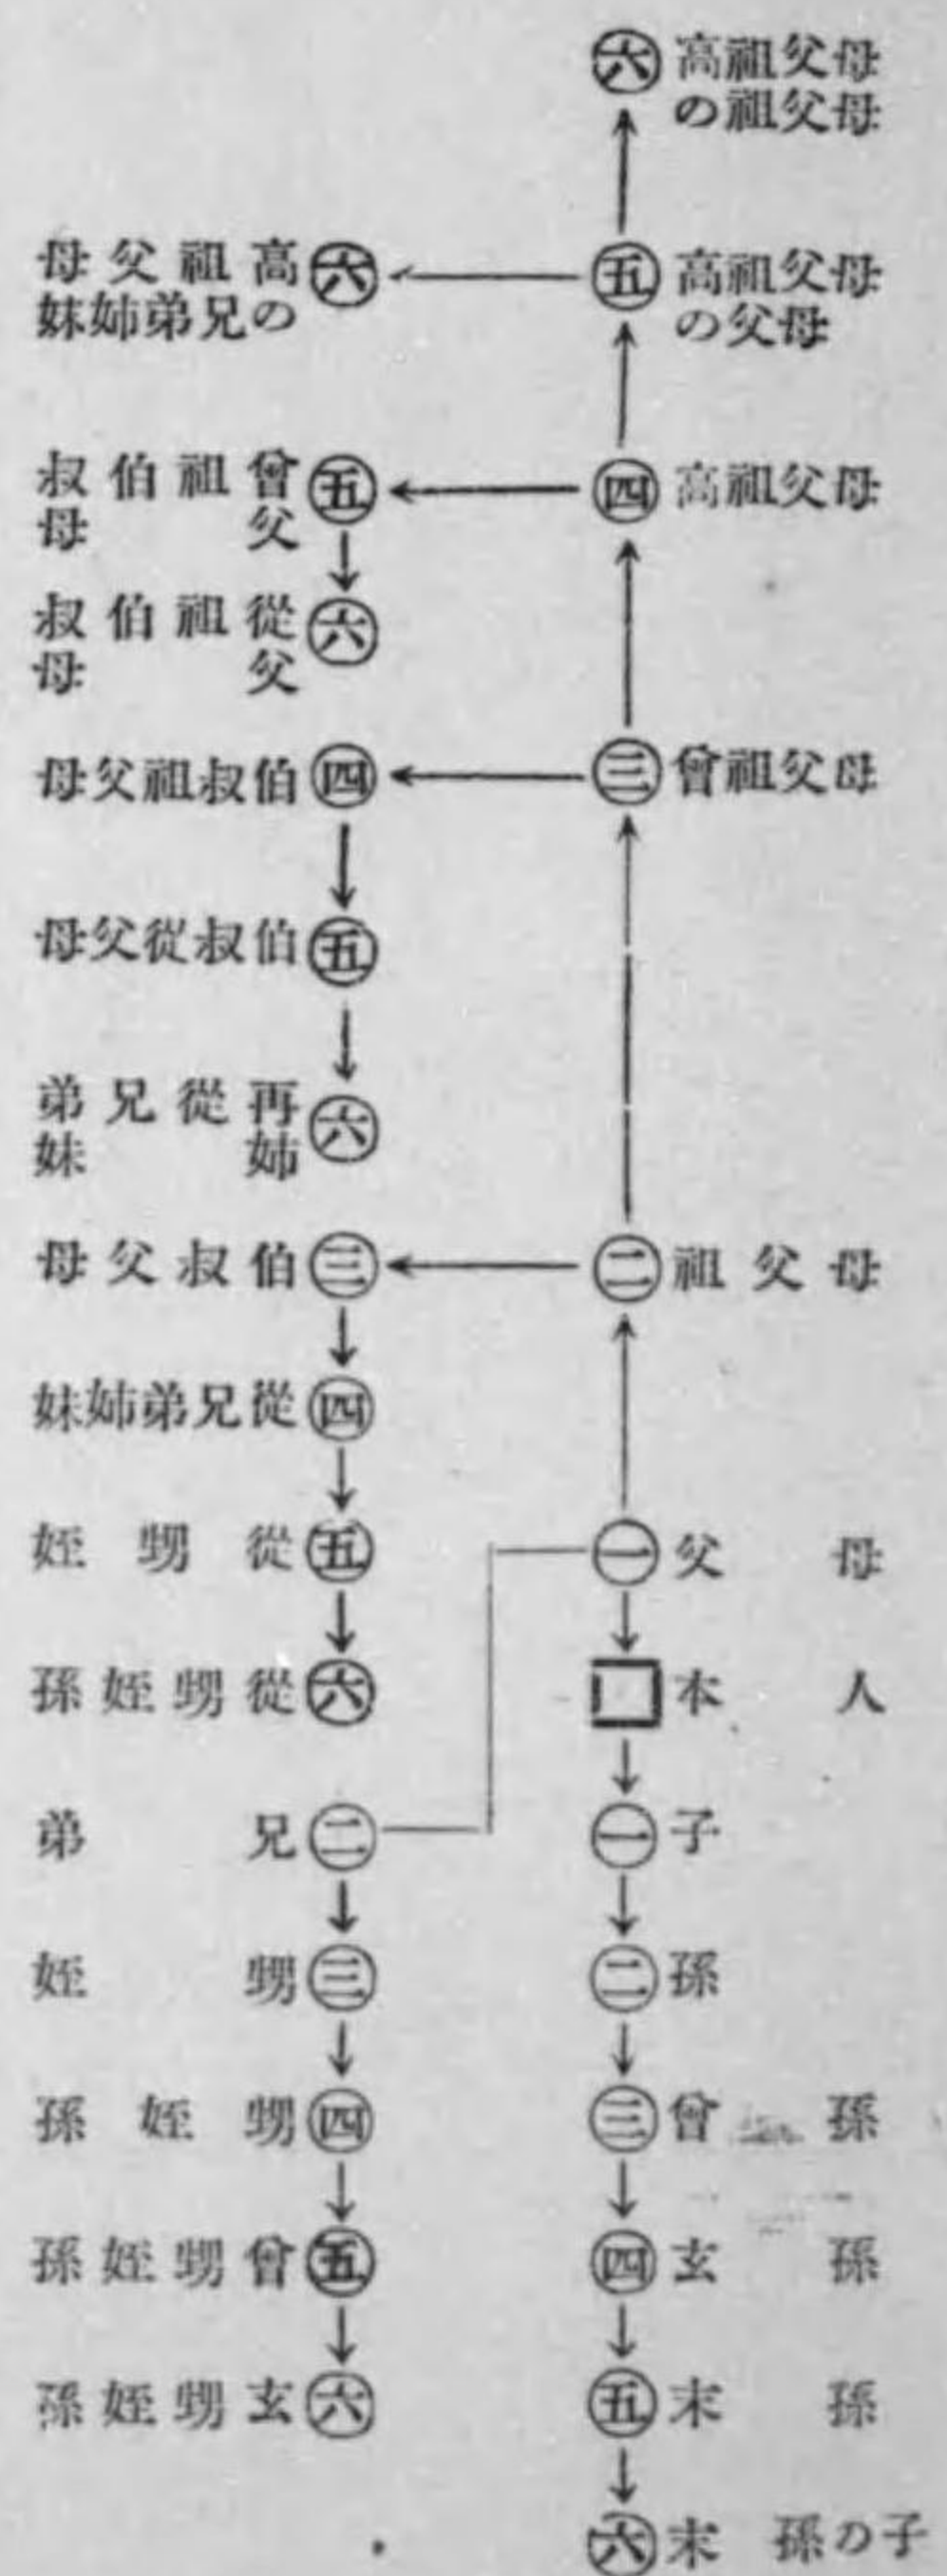 ㊅ 高祖父母
の祖父母
㊄ 高祖父母
の父母
㊅ 高祖父母
の兄弟姉妹
㊃ 高祖父母
㊄ 曾祖伯叔
父母
㊅ 從祖伯叔
父母
㊂ 曾祖父母
㊃ 伯叔祖父母
㊄ 伯叔從父母
㊅ 再從兄弟
姉妹
㊁ 祖父母
㊂ 伯叔父母
㊃ 從兄弟姉妹
㊄ 從甥姪
㊅ 從甥姪孫
㊀ 父母
□ 本人
㊁ 兄弟
㊂ 甥姪
㊃ 甥姪孫
㊄ 曾甥姪孫
㊅ 玄甥姪孫
㊀ 子
㊁ 孫
㊂ 曾孫
㊃ 玄孫
㊄ 末孫
㊅ 末孫の子